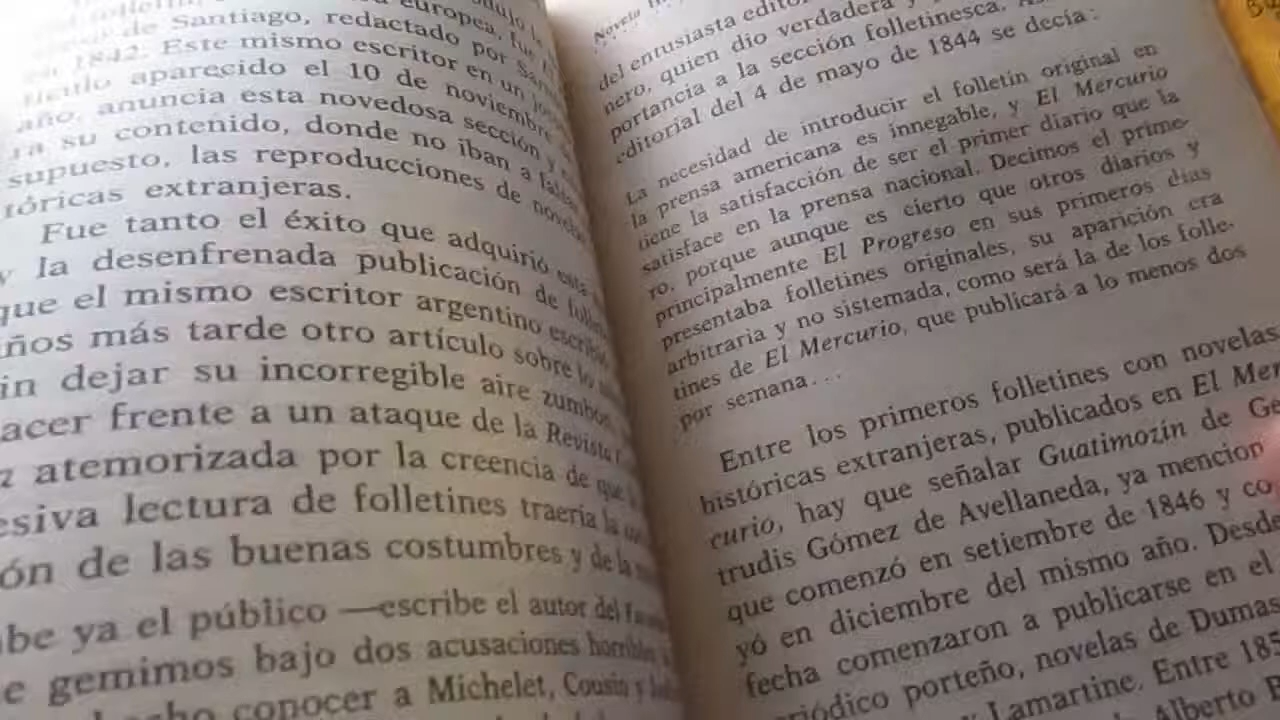 europea, fue
de Santiago, redactado por
1842. Este mismo escritor en un
aparecido el 10 de noviembre
año, anuncia esta novedosa sección y
su contenido, donde no iban a
supuesto, las reproducciones de
tóricas extranjeras.
Fue tanto el éxito que adquirió esta
y la desenfrenada publicación de
que el mismo escritor argentino
ños más tarde otro artículo sobre lo
in dejar su incorregible aire
acer frente a un ataque de la Revista
z atemorizada por la creencia de que
esiva lectura de folletines traería la
ón de las buenas costumbres y de la
abe ya el público —escribe el autor del
e gemimos bajo dos acusaciones
conocer a Michelet, Cousin y
Novela
del entusiasta
nero, quien dio verdadera y
portancia a la sección folletinesca.
editorial del 4 de mayo de 1844 se decía:
La necesidad de introducir el folletín original en
la prensa americana es innegable, y El Mercurio
tiene la satisfacción de ser el primer diario que la
satisface en la prensa nacional. Decimos el prime-
ro, porque aunque es cierto que otros diarios y
principalmente El Progreso en sus primeros días
presentaba folletines originales, su aparición era
arbitraria y no sistemada, como será la de los folle-
tines de El Mercurio, que publicará a lo menos dos
por semana...
Entre los primeros folletines con novelas
históricas extranjeras, publicados en El Mer-
curio, hay que señalar Guatimozín de Ge
trudis Gómez de Avellaneda, ya mencion
que comenzó en setiembre de 1846 y co
yó en diciembre del mismo año. Desde
fecha comenzaron a publicarse en el
riódico porteño, novelas de Dumas
Lamartine. Entre 185
Alberto B